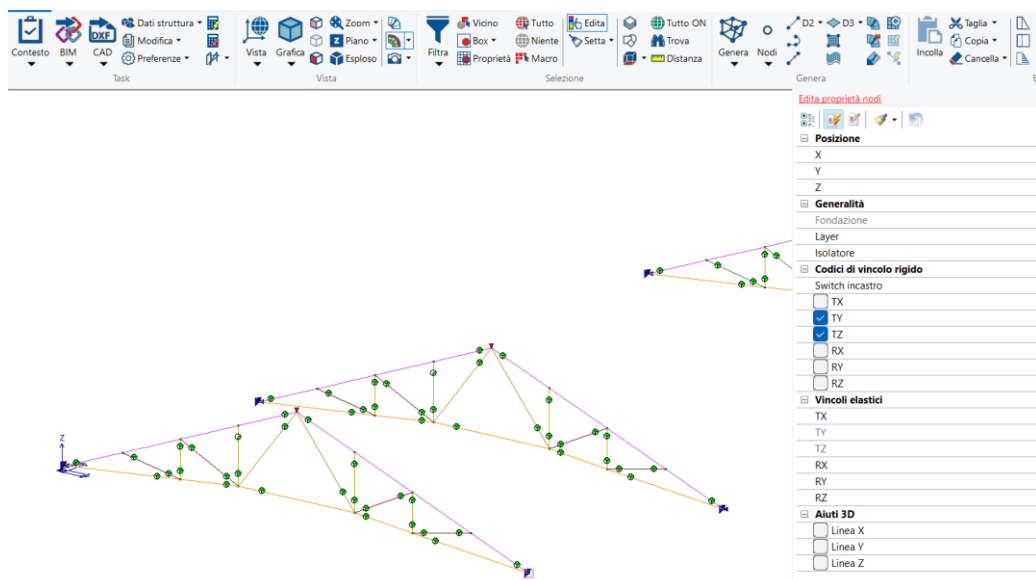 Contesto
BIM
CAD
DXF
Dati struttura
Modifica
Preferenze
Task
Vista
Grafica
Zoom
Z Piano
Esploso
Vista
Filtra
Vicino
Box
Proprietà
Tutto
Niente
Macro
Edita
Setta
Selezione
Tutto ON
Trova
Distanza
Genera
Nodi
D2
D3
Genera
Incolla
Taglia
Copia
Cancella
Edita proprietà nodi
Posizione
X
Y
Z
Generalità
Fondazione
Layer
Isolatore
Codici di vincolo rigido
Switch incastro
TX
TY
TZ
RX
RY
RZ
Vincoli elastici
TX
TY
TZ
RX
RY
RZ
Aiuti 3D
Linea X
Linea Y
Linea Z
Z